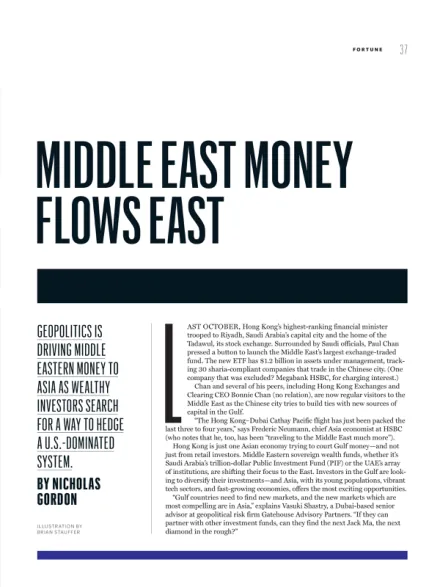 FORTUNE 37
MIDDLE EAST MONEY
FLOWS EAST
GEOPOLITICS IS
DRIVING MIDDLE
EASTERN MONEY TO
ASIA AS WEALTHY
INVESTORS SEARCH
FOR A WAY TO HEDGE
A U.S.-DOMINATED
SYSTEM.
BY NICHOLAS
GORDON
ILLUSTRATION BY
BRIAN STAUFFER
LAST OCTOBER, Hong Kong's highest-ranking financial minister
trooped to Riyadh, Saudi Arabia's capital city and the home of the
Tadawul, its stock exchange. Surrounded by Saudi officials, Paul Chan
pressed a button to launch the Middle East's largest exchange-traded
fund. The new ETF has $1.2 billion in assets under management, track-
ing 30 sharia-compliant companies that trade in the Chinese city. (One
company that was excluded? Megabank HSBC, for charging interest.)
Chan and several of his peers, including Hong Kong Exchanges and
Clearing CEO Bonnie Chan (no relation), are now regular visitors to the
Middle East as the Chinese city tries to build ties with new sources of
capital in the Gulf.
"The Hong Kong–Dubai Cathay Pacific flight has just been packed the
last three to four years," says Frederic Neumann, chief Asia economist at HSBC
(who notes that he, too, has been "traveling to the Middle East much more").
Hong Kong is just one Asian economy trying to court Gulf money—and not
just from retail investors. Middle Eastern sovereign wealth funds, whether it's
Saudi Arabia's trillion-dollar Public Investment Fund (PIF) or the UAE's array
of institutions, are shifting their focus to the East. Investors in the Gulf are look-
ing to diversify their investments—and Asia, with its young populations, vibrant
tech sectors, and fast-growing economies, offers the most exciting opportunities.
"Gulf countries need to find new markets, and the new markets which are
most compelling are in Asia," explains Vasuki Shastry, a Dubai-based senior
advisor at geopolitical risk firm Gatehouse Advisory Partners. "If they can
partner with other investment funds, can they find the next Jack Ma, the next
diamond in the rough?"